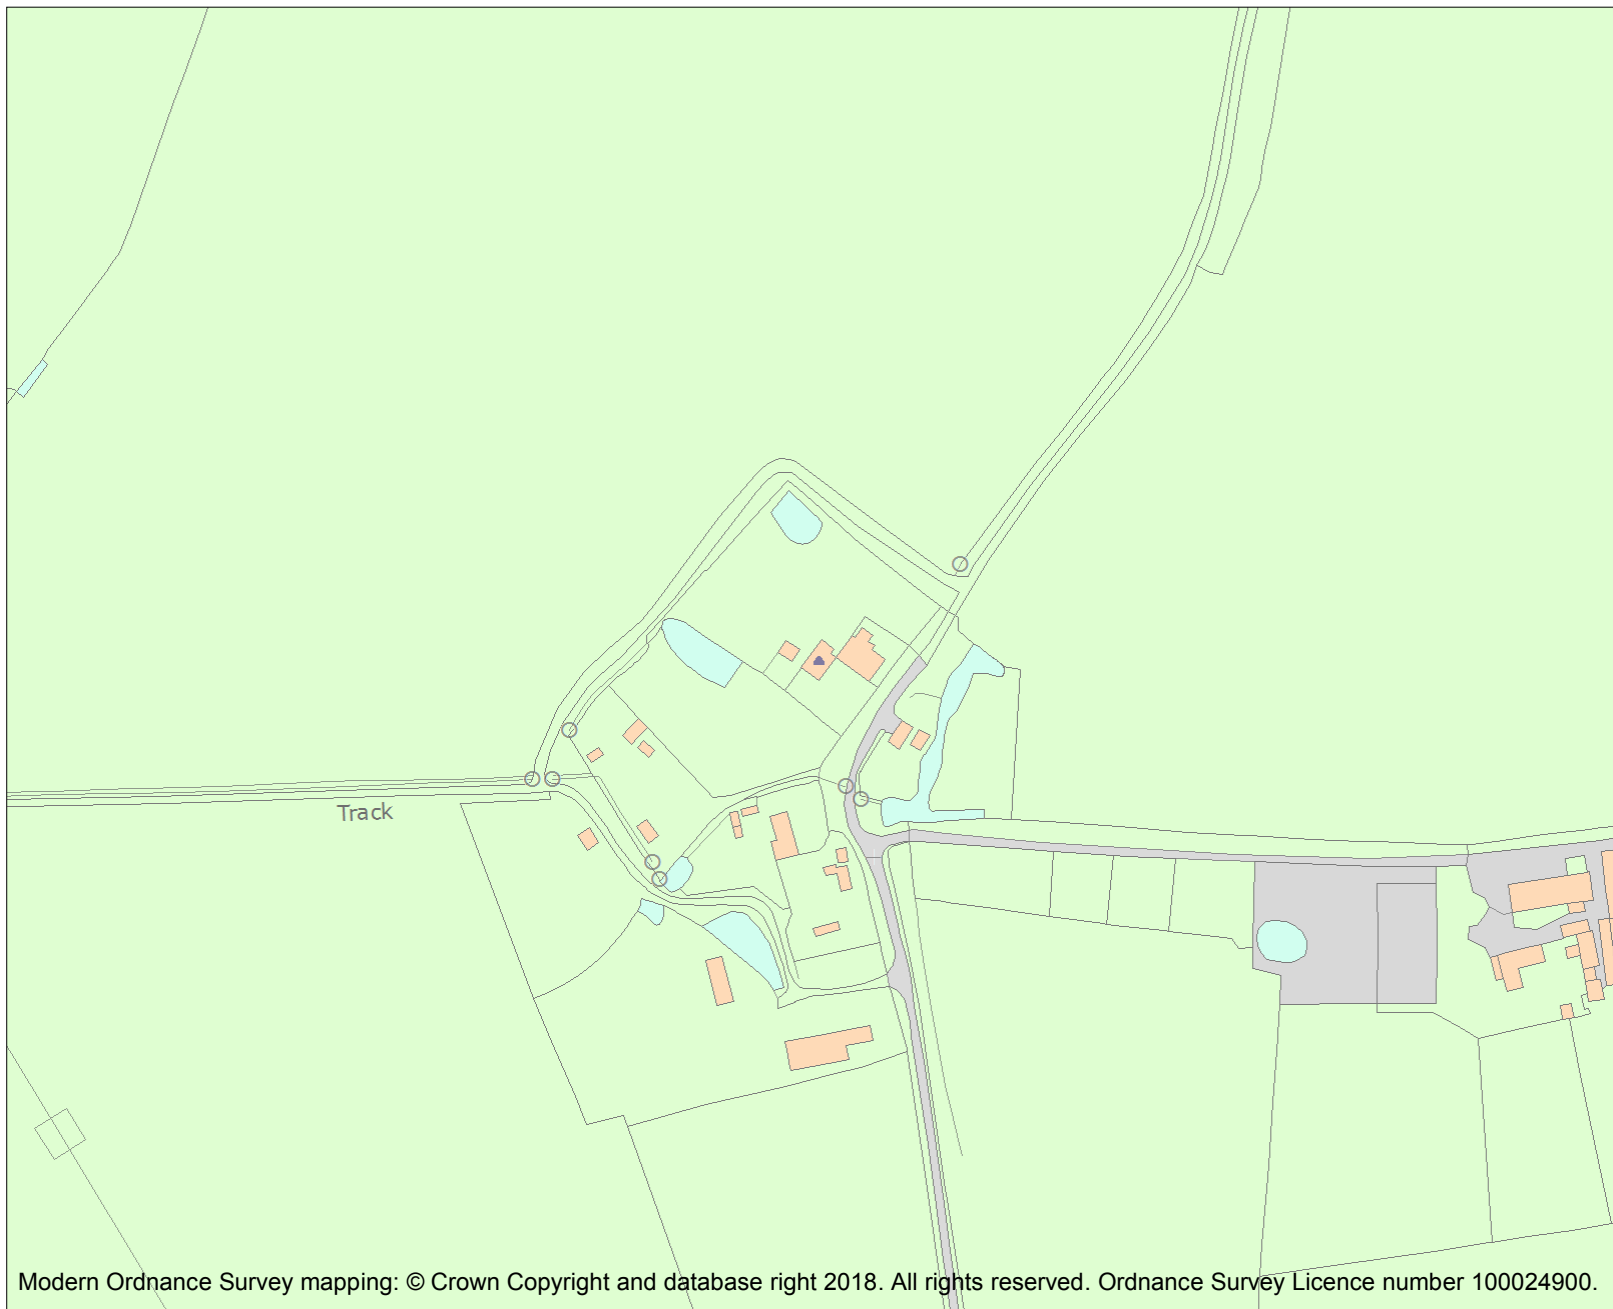 Track
Modern Ordnance Survey mapping: © Crown Copyright and database right 2018. All rights reserved. Ordnance Survey Licence number 100024900.